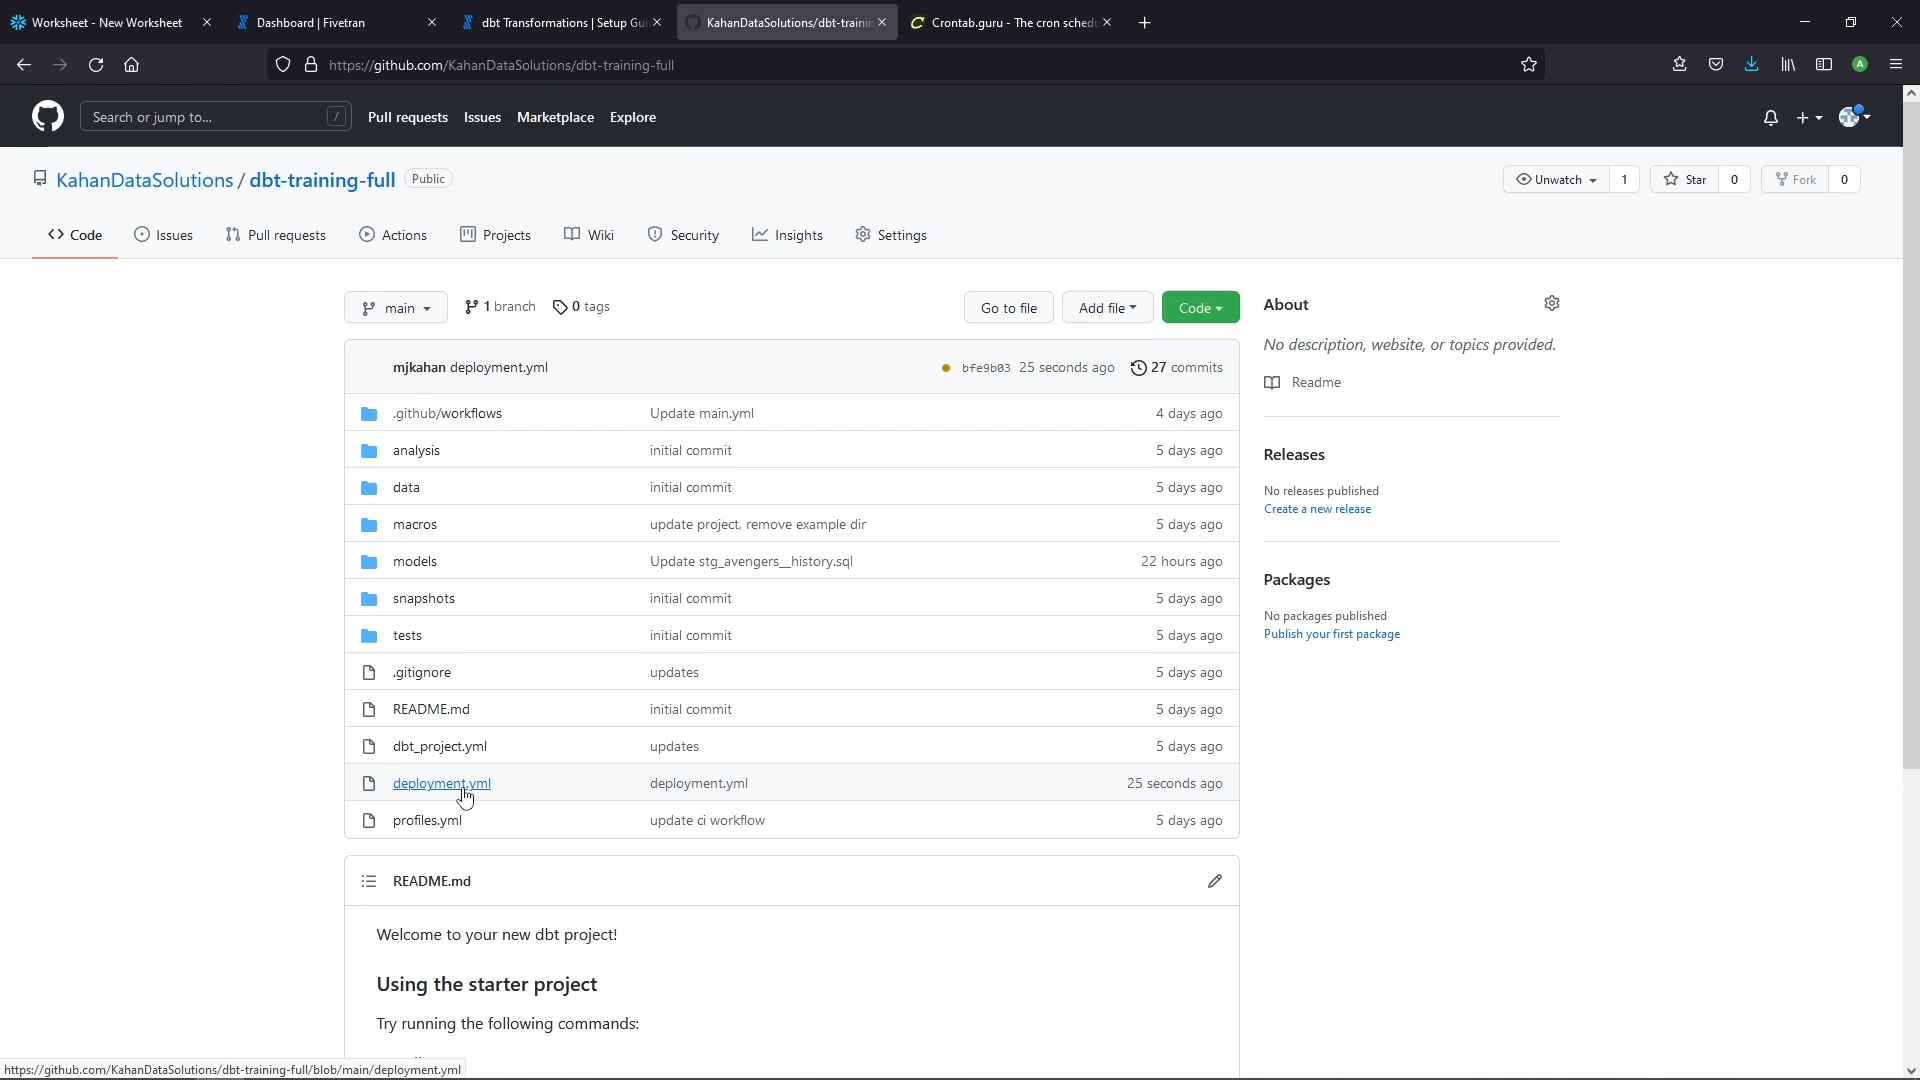 Worksheet - New Worksheet
Dashboard | Fivetran
dbt Transformations | Setup Gui
KahanDataSolutions/dbt-trainin
Crontab.guru - The cron schedu
https://github.com/KahanDataSolutions/dbt-training-full
A
Search or jump to... /
Pull requests Issues Marketplace Explore
KahanDataSolutions / dbt-training-full Public
Unwatch 1
Star 0
Fork 0
Code Issues Pull requests Actions Projects Wiki Security Insights Settings
main 1 branch 0 tags
Go to file Add file Code
mjkahan deployment.yml bfe9b03 25 seconds ago 27 commits
.github/workflows Update main.yml 4 days ago
analysis initial commit 5 days ago
data initial commit 5 days ago
macros update project, remove example dir 5 days ago
models Update stg_avengers__history.sql 22 hours ago
snapshots initial commit 5 days ago
tests initial commit 5 days ago
.gitignore updates 5 days ago
README.md initial commit 5 days ago
dbt_project.yml updates 5 days ago
deployment.yml deployment.yml 25 seconds ago
profiles.yml update ci workflow 5 days ago
About
No description, website, or topics provided.
Readme
Releases
No releases published
Create a new release
Packages
No packages published
Publish your first package
README.md
Welcome to your new dbt project!
Using the starter project
Try running the following commands:
https://github.com/KahanDataSolutions/dbt-training-full/blob/main/deployment.yml